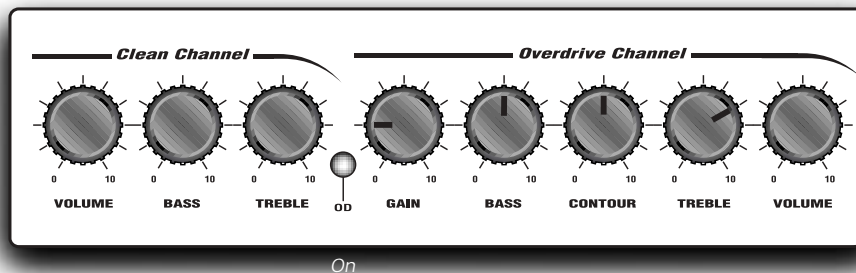 Clean Channel Overdrive Channel
0 10 0 10 0 10 0 10 0 10 0 10 0 10 0 10
VOLUME BASS TREBLE OD GAIN BASS CONTOUR TREBLE VOLUME
On